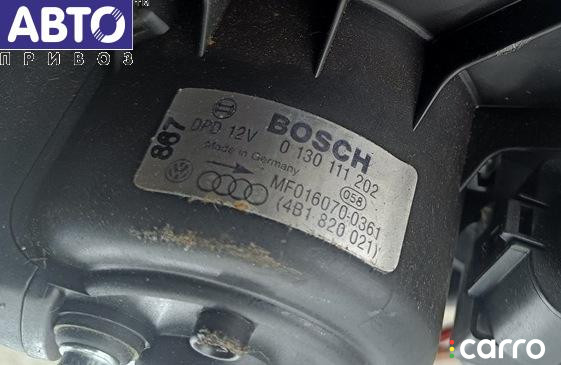 АВТО™
ПРИВОЗ
867
BOSCH
DPD 12V 0 130 111 202
Made in Germany
058
MF016070-0361
(4B1 820 021)
carro